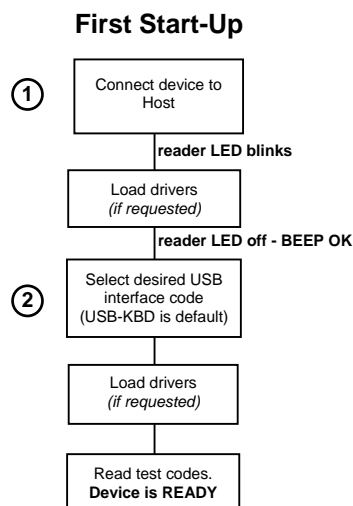 First Start-Up
1
Connect device to
Host
reader LED blinks
Load drivers
(if requested)
reader LED off - BEEP OK
2
Select desired USB
interface code
(USB-KBD is default)
Load drivers
(if requested)
Read test codes.
Device is READY